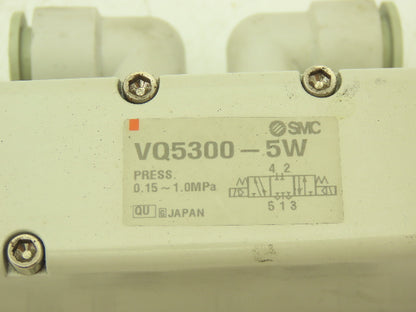 SMC
VQ5300-5W
PRESS.
0.15~1.0MPa
4 2
5 1 3
QU JAPAN